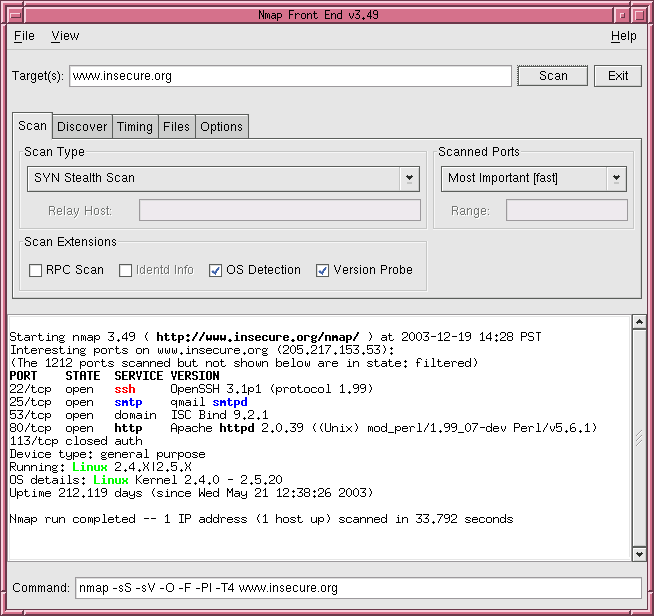 Nmap Front End v3.49
File View Help
Target(s): www.insecure.org Scan Exit
Scan Discover Timing Files Options
Scan Type Scanned Ports
SYN Stealth Scan Most Important [fast]
Relay Host: Range:
Scan Extensions
RPC Scan Identd Info OS Detection Version Probe
Starting nmap 3.49 ( http://www.insecure.org/nmap/ ) at 2003-12-19 14:28 PST
Interesting ports on www.insecure.org (205.217.153.53):
(The 1212 ports scanned but not shown below are in state: filtered)
PORT STATE SERVICE VERSION
22/tcp open ssh OpenSSH 3.1p1 (protocol 1.99)
25/tcp open smtp qmail smtpd
53/tcp open domain ISC Bind 9.2.1
80/tcp open http Apache httpd 2.0.39 ((Unix) mod_perl/1.99_07-dev Perl/v5.6.1)
113/tcp closed auth
Device type: general purpose
Running: Linux 2.4.X|2.5.X
OS details: Linux Kernel 2.4.0 - 2.5.20
Uptime 212.119 days (since Wed May 21 12:38:26 2003)
Nmap run completed -- 1 IP address (1 host up) scanned in 33.792 seconds
Command: nmap -sS -sV -O -F -PI -T4 www.insecure.org